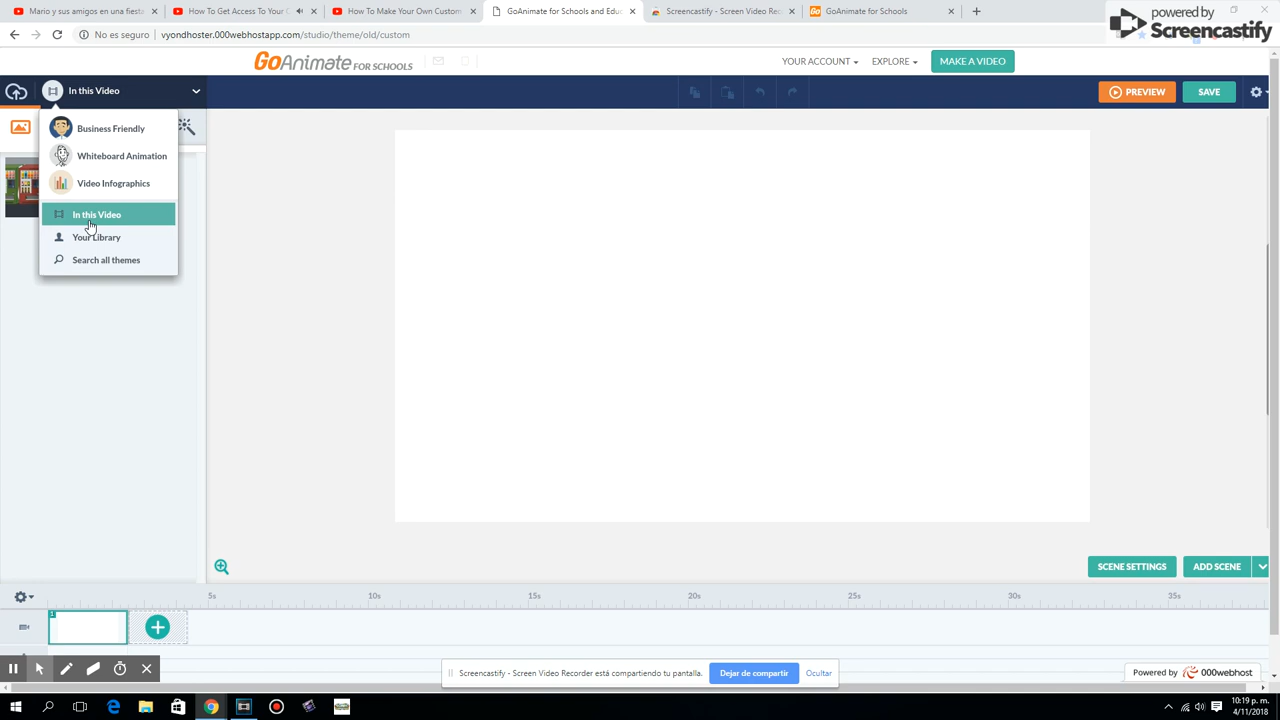 Mario y sus amigos en una fiesta
How To Get Access To Your C
How To Make Your Own Custom
GoAnimate for Schools and Educ
Screencastify - Screen Video Rec
GoAnimate for Schools
powered by
Screencastify
No es seguro
vyondhoster.000webhostapp.com/studio/theme/old/custom
GoAnimate FOR SCHOOLS
YOUR ACCOUNT
EXPLORE
MAKE A VIDEO
In this Video
PREVIEW
SAVE
Business Friendly
Whiteboard Animation
Video Infographics
In this Video
Your Library
Search all themes
SCENE SETTINGS
ADD SCENE
5s
10s
15s
20s
25s
30s
35s
1
Screencastify - Screen Video Recorder está compartiendo tu pantalla.
Dejar de compartir
Ocultar
Powered by
000webhost
10:19 p. m.
4/11/2018